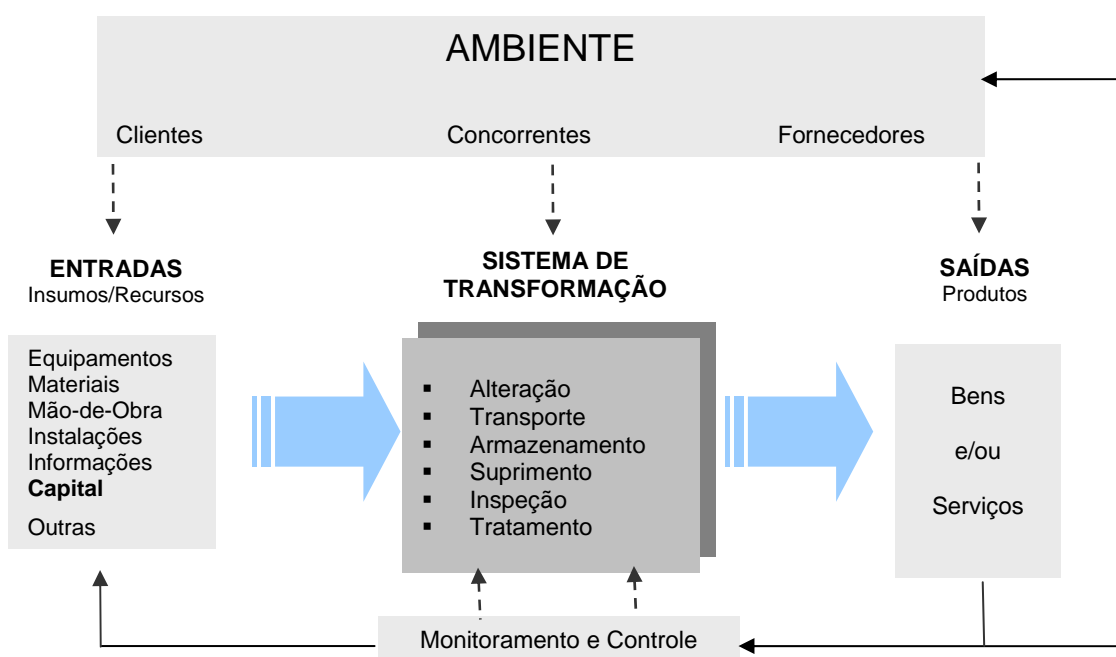 AMBIENTE
Clientes
Concorrentes
Fornecedores
ENTRADAS
Insumos/Recursos
SISTEMA DE
TRANSFORMAÇÃO
SAÍDAS
Produtos
Equipamentos
Materiais
Mão-de-Obra
Instalações
Informações
Capital
Outras
▪ Alteração
▪ Transporte
▪ Armazenamento
▪ Suprimento
▪ Inspeção
▪ Tratamento
Bens
e/ou
Serviços
Monitoramento e Controle